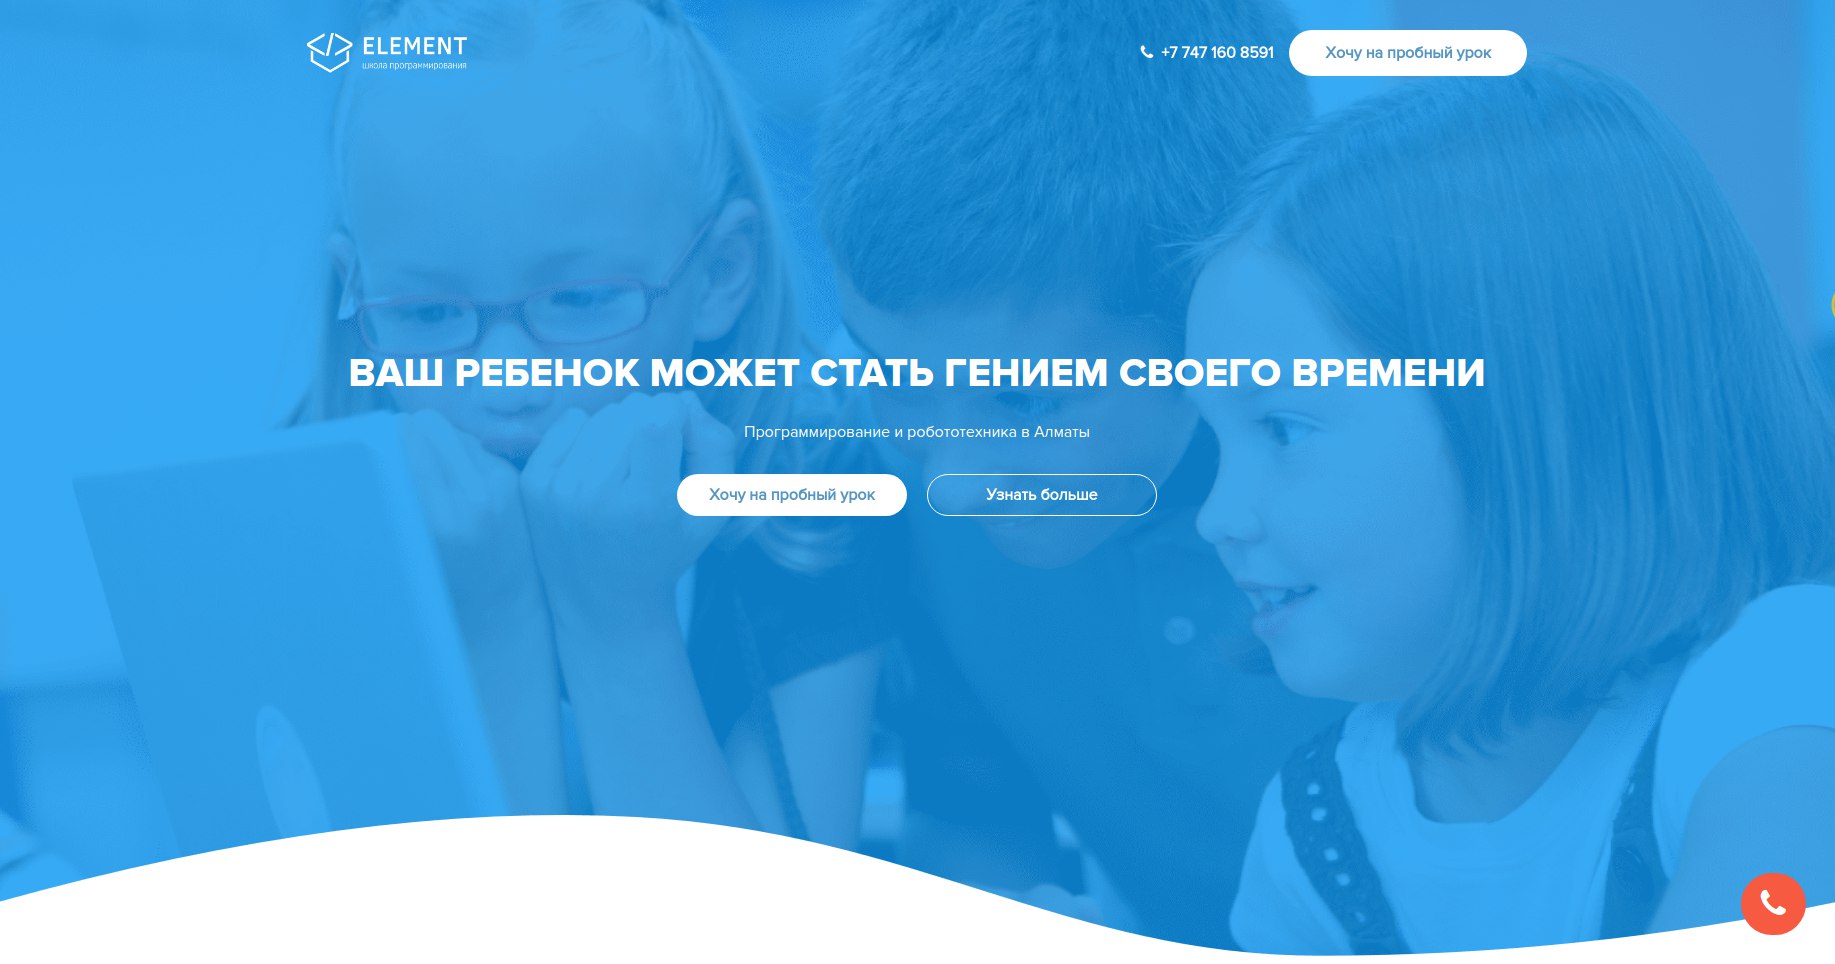 ELEMENT
школа программирования
+7 747 160 8591
Хочу на пробный урок
ВАШ РЕБЕНОК МОЖЕТ СТАТЬ ГЕНИЕМ СВОЕГО ВРЕМЕНИ
Программирование и робототехника в Алматы
Хочу на пробный урок
Узнать больше